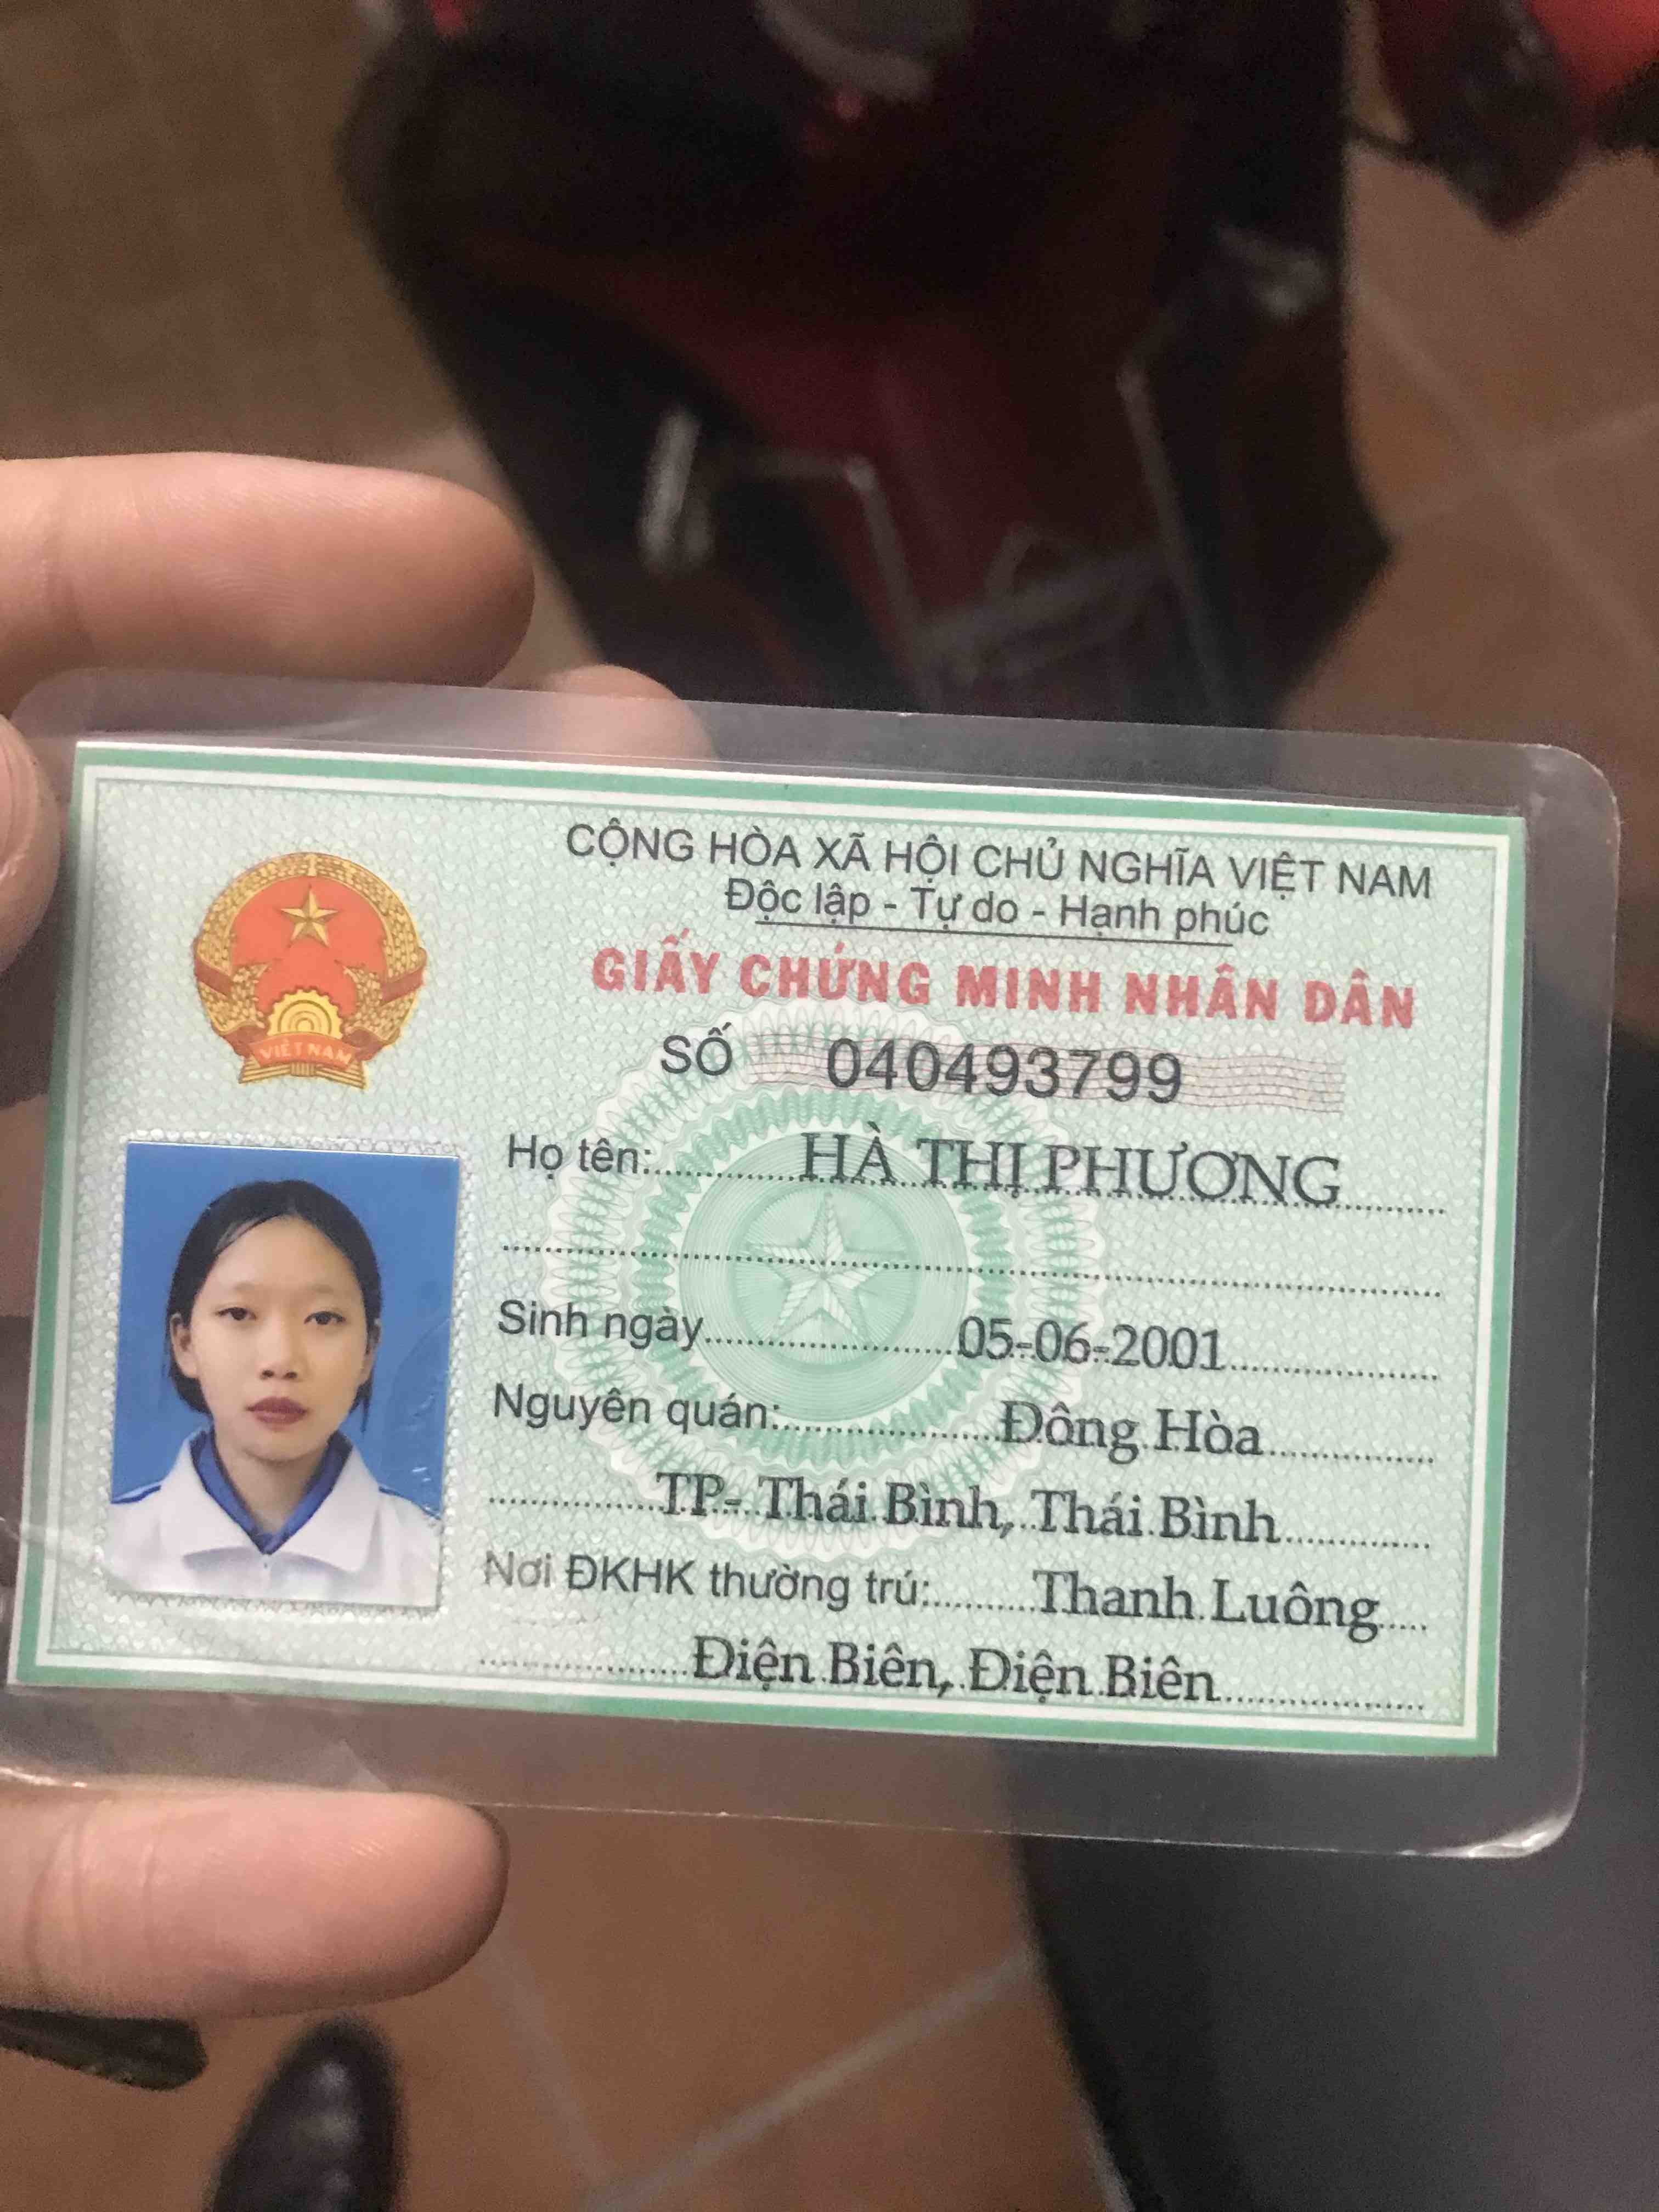 CỘNG HÒA XÃ HỘI CHỦ NGHĨA VIỆT NAM
Độc lập - Tự do - Hạnh phúc
GIẤY CHỨNG MINH NHÂN DÂN
SỐ 040493799
VIỆT NAM
Họ tên: HÀ THỊ PHƯƠNG
Sinh ngày 05-06-2001
Nguyên quán: Đông Hòa
TP- Thái Bình, Thái Bình
Nơi ĐKHK thường trú: Thanh Luông
Điện Biên, Điện Biên